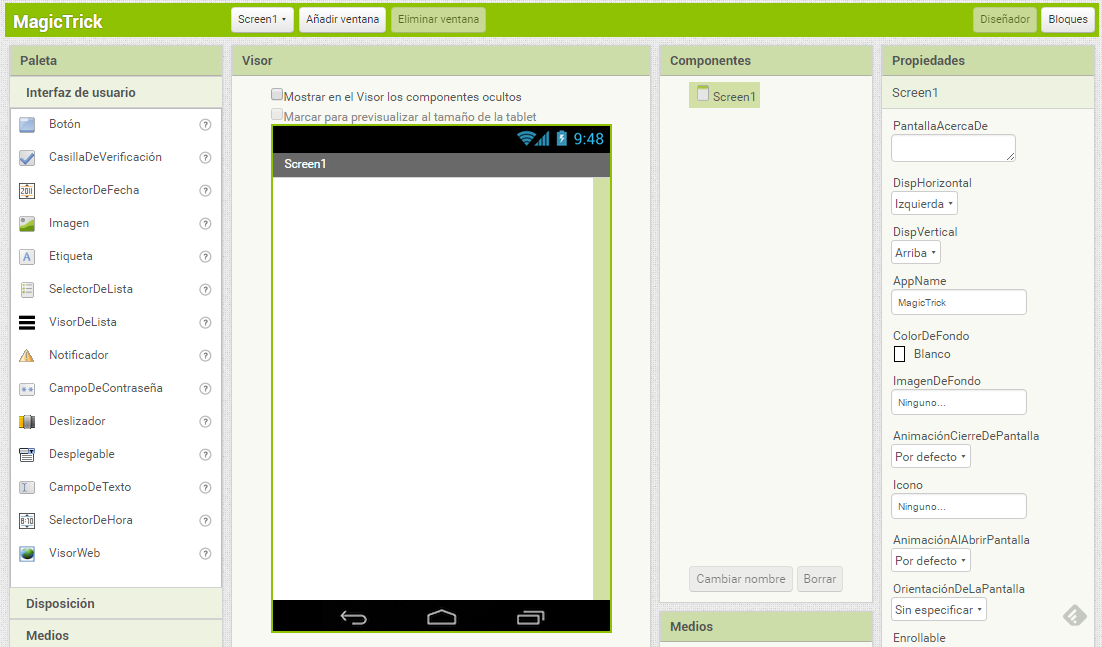 MagicTrick
Screen1
Añadir ventana
Eliminar ventana
Diseñador
Bloques
Paleta
Interfaz de usuario
Botón ?
CasillaDeVerificación ?
SelectorDeFecha ?
Imagen ?
Etiqueta ?
SelectorDeLista ?
VisorDeLista ?
Notificador ?
CampoDeContraseña ?
Deslizador ?
Desplegable ?
CampoDeTexto ?
SelectorDeHora ?
VisorWeb ?
Disposición
Medios
Visor
Mostrar en el Visor los componentes ocultos
Marcar para previsualizar al tamaño de la tablet
9:48
Screen1
Componentes
Screen1
Cambiar nombre
Borrar
Medios
Propiedades
Screen1
PantallaAcercaDe
DispHorizontal
Izquierda
DispVertical
Arriba
AppName
MagicTrick
ColorDeFondo
Blanco
ImagenDeFondo
Ninguno...
AnimaciónCierreDePantalla
Por defecto
Icono
Ninguno...
AnimaciónAlAbrirPantalla
Por defecto
OrientaciónDeLaPantalla
Sin especificar
Enrollable